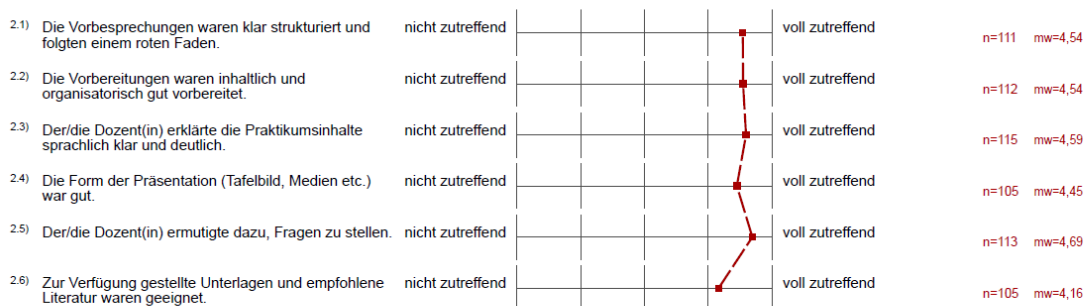 2.1) Die Vorbesprechungen waren klar strukturiert und folgten einem roten Faden. nicht zutreffend voll zutreffend n=111 mw=4,54
2.2) Die Vorbereitungen waren inhaltlich und organisatorisch gut vorbereitet. nicht zutreffend voll zutreffend n=112 mw=4,54
2.3) Der/die Dozent(in) erklärte die Praktikumsinhalte sprachlich klar und deutlich. nicht zutreffend voll zutreffend n=115 mw=4,59
2.4) Die Form der Präsentation (Tafelbild, Medien etc.) war gut. nicht zutreffend voll zutreffend n=105 mw=4,45
2.5) Der/die Dozent(in) ermutigte dazu, Fragen zu stellen. nicht zutreffend voll zutreffend n=113 mw=4,69
2.6) Zur Verfügung gestellte Unterlagen und empfohlene Literatur waren geeignet. nicht zutreffend voll zutreffend n=105 mw=4,16